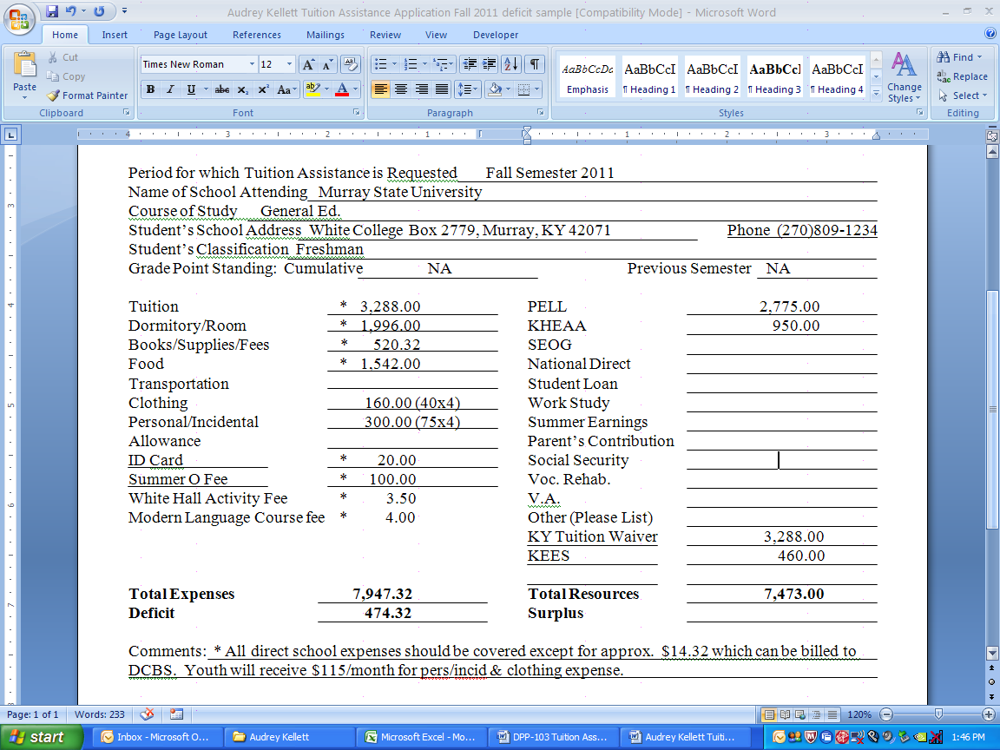 Audrey Kellett Tuition Assistance Application Fall 2011 deficit sample [Compatibility Mode] - Microsoft Word
Home Insert Page Layout References Mailings Review View Developer
Paste
Cut
Copy
Format Painter
Clipboard
Times New Roman 12
B I U abc x₂ x² Aa ab A
Font
Paragraph
AaBbCcDc AaBbCcI AaBbCcI AaBbCcl AaBbCcI
Emphasis ¶ Heading 1 ¶ Heading 2 ¶ Heading 3 ¶ Heading 4
Change Styles
Styles
Find
Replace
Select
Editing
4 3 2 1 1 2 3
Period for which Tuition Assistance is Requested Fall Semester 2011
Name of School Attending Murray State University
Course of Study General Ed.
Student's School Address White College Box 2779, Murray, KY 42071 Phone (270)809-1234
Student's Classification Freshman
Grade Point Standing: Cumulative NA Previous Semester NA
Tuition * 3,288.00 PELL 2,775.00
Dormitory/Room * 1,996.00 KHEAA 950.00
Books/Supplies/Fees * 520.32 SEOG
Food * 1,542.00 National Direct
Transportation Student Loan
Clothing 160.00 (40x4) Work Study
Personal/Incidental 300.00 (75x4) Summer Earnings
Allowance Parent's Contribution
ID Card * 20.00 Social Security
Summer O Fee * 100.00 Voc. Rehab.
White Hall Activity Fee * 3.50 V.A.
Modern Language Course fee * 4.00 Other (Please List)
KY Tuition Waiver 3,288.00
KEES 460.00
Total Expenses 7,947.32 Total Resources 7,473.00
Deficit 474.32 Surplus
Comments: * All direct school expenses should be covered except for approx. $14.32 which can be billed to
DCBS. Youth will receive $115/month for pers/incid & clothing expense.
Page: 1 of 1 Words: 233 120%
start Inbox - Microsoft O... Audrey Kellett Microsoft Excel - Mo... DPP-103 Tuition Ass... Audrey Kellett Tuiti... 1:46 PM